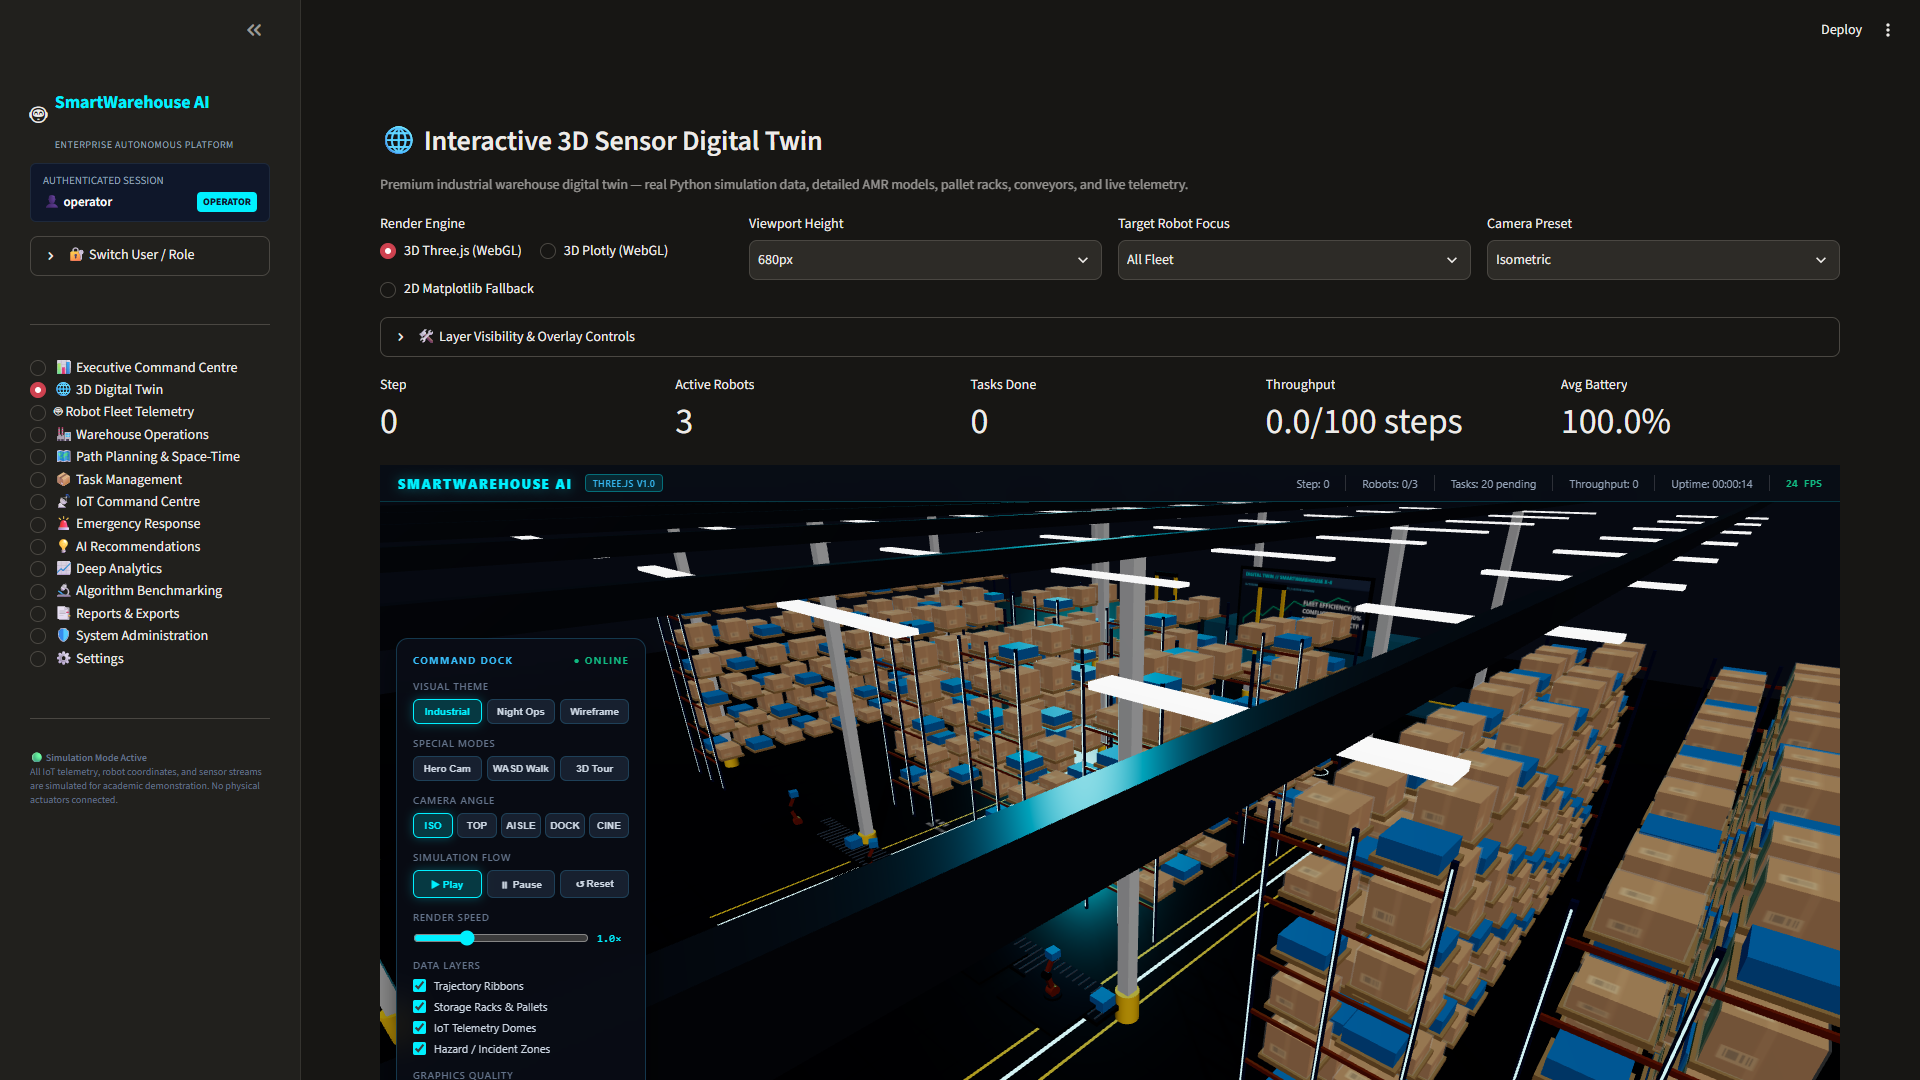 Deploy
SmartWarehouse AI
ENTERPRISE AUTONOMOUS PLATFORM
AUTHENTICATED SESSION
operator
OPERATOR
Switch User / Role
Executive Command Centre
3D Digital Twin
Robot Fleet Telemetry
Warehouse Operations
Path Planning & Space-Time
Task Management
IoT Command Centre
Emergency Response
AI Recommendations
Deep Analytics
Algorithm Benchmarking
Reports & Exports
System Administration
Settings
Simulation Mode Active
All IoT telemetry, robot coordinates, and sensor streams
are simulated for academic demonstration. No physical
actuators connected.
Interactive 3D Sensor Digital Twin
Premium industrial warehouse digital twin — real Python simulation data, detailed AMR models, pallet racks, conveyors, and live telemetry.
Render Engine
3D Three.js (WebGL)
3D Plotly (WebGL)
2D Matplotlib Fallback
Viewport Height
680px
Target Robot Focus
All Fleet
Camera Preset
Isometric
Layer Visibility & Overlay Controls
Step
0
Active Robots
3
Tasks Done
0
Throughput
0.0/100 steps
Avg Battery
100.0%
SMARTWAREHOUSE AI
THREE.JS V1.0
Step: 0
Robots: 0/3
Tasks: 20 pending
Throughput: 0
Uptime: 00:00:14
24 FPS
COMMAND DOCK
● ONLINE
VISUAL THEME
Industrial
Night Ops
Wireframe
SPECIAL MODES
Hero Cam
WASD Walk
3D Tour
CAMERA ANGLE
ISO
TOP
AISLE
DOCK
CINE
SIMULATION FLOW
▶ Play
⏸ Pause
↺ Reset
RENDER SPEED
1.0×
DATA LAYERS
Trajectory Ribbons
Storage Racks & Pallets
IoT Telemetry Domes
Hazard / Incident Zones
GRAPHICS QUALITY
FLEET EFFICIENCY: